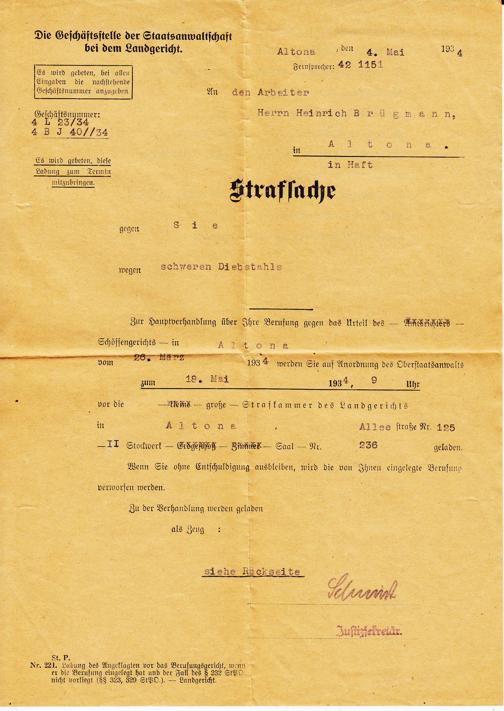 Die Geschäftsstelle der Staatsanwaltschaft
bei dem Landgericht.
Altona, den 4. Mai 1934
Fernsprecher: 42 1151
Es wird gebeten, bei allen
Eingaben die nachstehende
Geschäftsnummer anzugeben
An den Arbeiter
Herrn Heinrich Brügmann,
Geschäftsnummer:
4 L 23/34
4 B J 40//34
in Altona.
in Haft
Es wird gebeten, diese
Ladung zum Termin
mitzubringen.
Strafsache
gegen Sie
wegen schweren Diebstahls
Zur Hauptverhandlung über Ihre Berufung gegen das Urteil des — Amtsrichters —
Schöffengerichts — in Altona
vom 26. März 1934 werden Sie auf Anordnung des Oberstaatsanwalts
zum 18. Mai 1934, 9 Uhr
vor die — kleine — große — Strafkammer des Landgerichts
in Altona, Allee straße Nr. 125
—II Stockwerk — Erdgeschoß — Zimmer — Saal — Nr. 236 geladen.
Wenn Sie ohne Entschuldigung ausbleiben, wird die von Ihnen eingelegte Berufung
verworfen werden.
Zu der Verhandlung werden geladen
als Zeug :
siehe Rückseite
Schmidt
Justizsekretär.
St. P.
Nr. 221. Ladung des Angeklagten vor das Berufungsgericht, wenn
er die Berufung eingelegt hat und der Fall des § 232 StPO.
nicht vorliegt (§§ 323, 329 StPO.). — Landgericht.